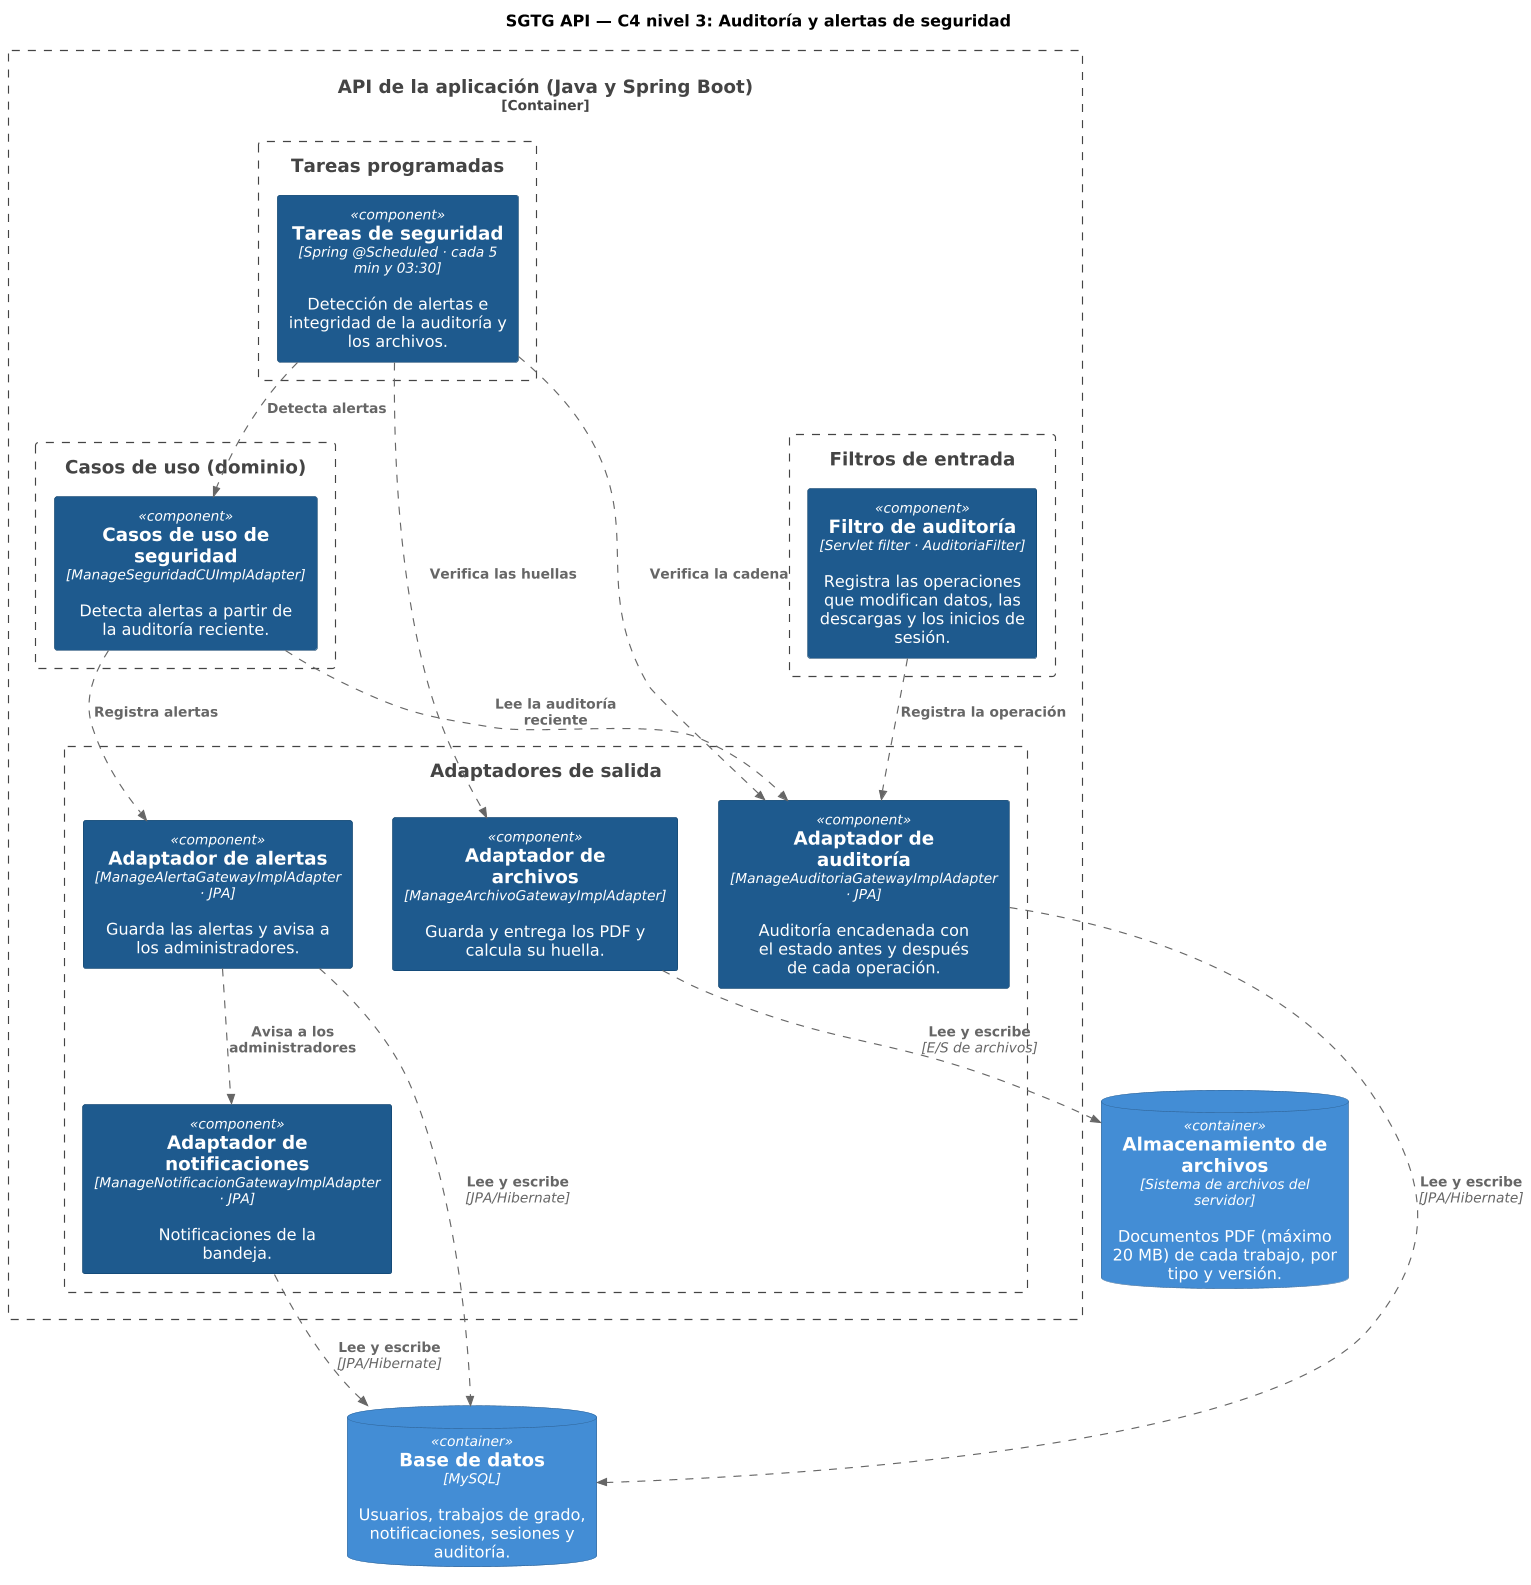 SGTG API — C4 nivel 3: Auditoría y alertas de seguridad
API de la aplicación (Java y Spring Boot)
[Container]
Tareas programadas
«component»
Tareas de seguridad
[Spring @Scheduled · cada 5
min y 03:30]
Detección de alertas e
integridad de la auditoría y
los archivos.
Detecta alertas
Casos de uso (dominio)
«component»
Casos de uso de
seguridad
[ManageSeguridadCUImplAdapter]
Detecta alertas a partir de
la auditoría reciente.
Verifica las huellas
Verifica la cadena
Filtros de entrada
«component»
Filtro de auditoría
[Servlet filter · AuditoriaFilter]
Registra las operaciones
que modifican datos, las
descargas y los inicios de
sesión.
Registra alertas
Lee la auditoría
reciente
Registra la operación
Adaptadores de salida
«component»
Adaptador de alertas
[ManageAlertaGatewayImplAdapter
· JPA]
Guarda las alertas y avisa a
los administradores.
«component»
Adaptador de
archivos
[ManageArchivoGatewayImplAdapter]
Guarda y entrega los PDF y
calcula su huella.
«component»
Adaptador de
auditoría
[ManageAuditoriaGatewayImplAdapter
· JPA]
Auditoría encadenada con
el estado antes y después
de cada operación.
Avisa a los
administradores
Lee y escribe
[E/S de archivos]
«component»
Adaptador de
notificaciones
[ManageNotificacionGatewayImplAdapter
· JPA]
Notificaciones de la
bandeja.
Lee y escribe
[JPA/Hibernate]
«container»
Almacenamiento de
archivos
[Sistema de archivos del
servidor]
Documentos PDF (máximo
20 MB) de cada trabajo, por
tipo y versión.
Lee y escribe
[JPA/Hibernate]
Lee y escribe
[JPA/Hibernate]
«container»
Base de datos
[MySQL]
Usuarios, trabajos de grado,
notificaciones, sesiones y
auditoría.